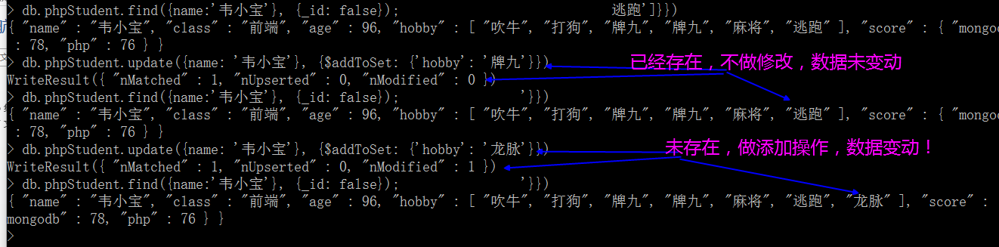 > db.phpStudent.find({name:'韦小宝'}, {_id: false}); 逃跑']}})
{ "name" : "韦小宝", "class" : "前端", "age" : 96, "hobby" : [ "吹牛", "打狗", "牌九", "牌九", "麻将", "逃跑" ], "score" : { "mong
: 78, "php" : 76 } }
> db.phpStudent.update({name: '韦小宝'}, {$addToSet: {'hobby': '牌九'}})
已经存在，不做修改，数据未变动
WriteResult({ "nMatched" : 1, "nUpserted" : 0, "nModified" : 0 })
> db.phpStudent.find({name:'韦小宝'}, {_id: false}); '}})
{ "name" : "韦小宝", "class" : "前端", "age" : 96, "hobby" : [ "吹牛", "打狗", "牌九", "牌九", "麻将", "逃跑" ], "score" : { "mong
: 78, "php" : 76 } }
> db.phpStudent.update({name: '韦小宝'}, {$addToSet: {'hobby': '龙脉'}})
未存在，做添加操作，数据变动！
WriteResult({ "nMatched" : 1, "nUpserted" : 0, "nModified" : 1 })
> db.phpStudent.find({name:'韦小宝'}, {_id: false}); '}})
{ "name" : "韦小宝", "class" : "前端", "age" : 96, "hobby" : [ "吹牛", "打狗", "牌九", "牌九", "麻将", "逃跑", "龙脉" ], "score" :
mongodb" : 78, "php" : 76 } }
>